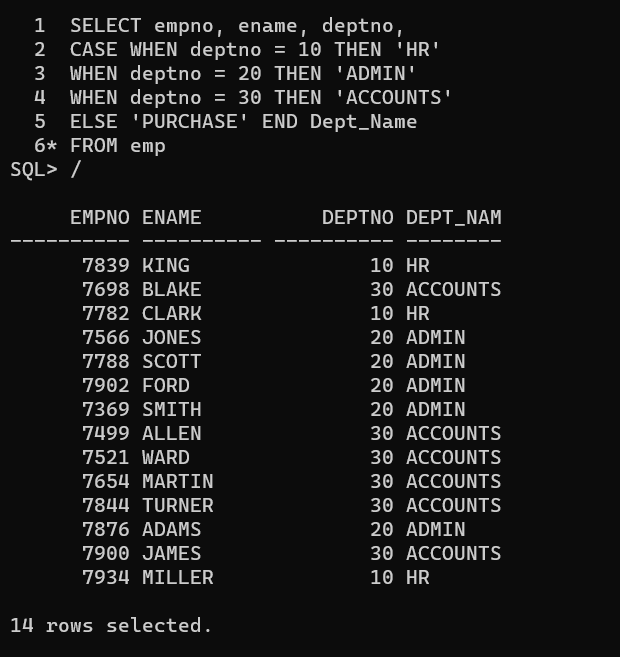 1  SELECT empno, ename, deptno,
  2  CASE WHEN deptno = 10 THEN 'HR'
  3  WHEN deptno = 20 THEN 'ADMIN'
  4  WHEN deptno = 30 THEN 'ACCOUNTS'
  5  ELSE 'PURCHASE' END Dept_Name
  6* FROM emp
SQL> /
     EMPNO ENAME          DEPTNO DEPT_NAM
---------- ---------- ---------- --------
      7839 KING               10 HR
      7698 BLAKE              30 ACCOUNTS
      7782 CLARK              10 HR
      7566 JONES              20 ADMIN
      7788 SCOTT              20 ADMIN
      7902 FORD               20 ADMIN
      7369 SMITH              20 ADMIN
      7499 ALLEN              30 ACCOUNTS
      7521 WARD               30 ACCOUNTS
      7654 MARTIN             30 ACCOUNTS
      7844 TURNER             30 ACCOUNTS
      7876 ADAMS              20 ADMIN
      7900 JAMES              30 ACCOUNTS
      7934 MILLER             10 HR
14 rows selected.